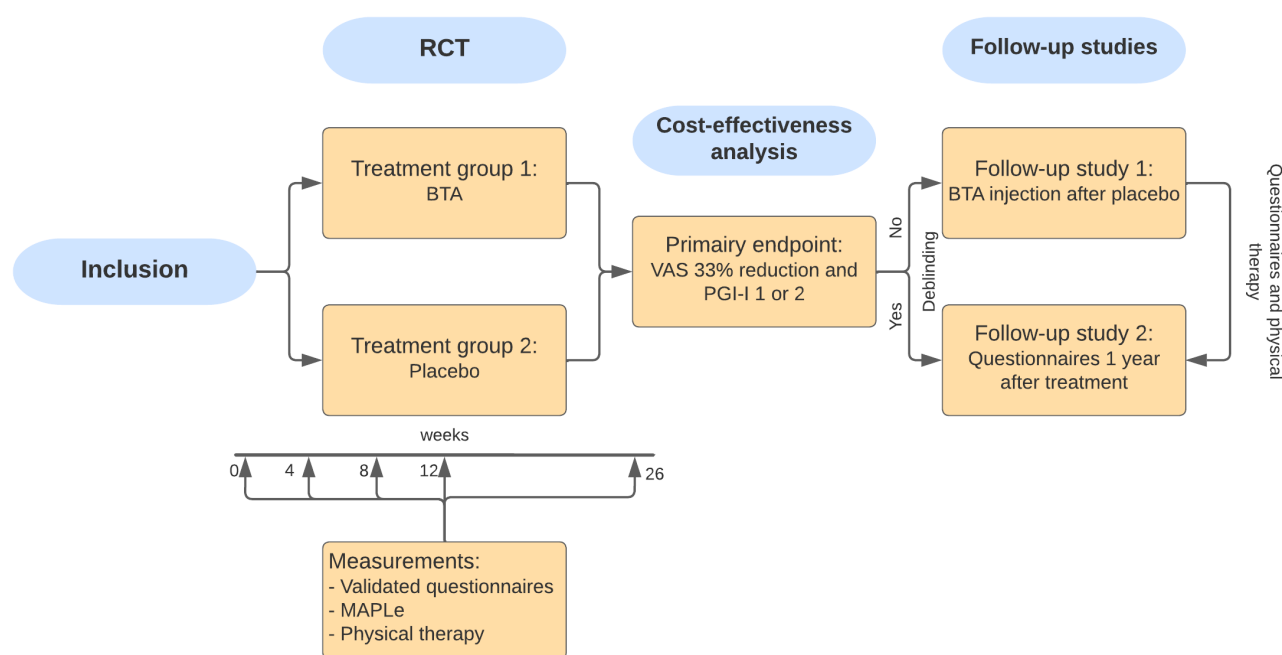 RCT
Follow-up studies
Cost-effectiveness
analysis
Inclusion
Treatment group 1:
BTA
Treatment group 2:
Placebo
Primairy endpoint:
VAS 33% reduction and
PGI-I 1 or 2
No
Yes
Deblinding
Follow-up study 1:
BTA injection after placebo
Follow-up study 2:
Questionnaires 1 year
after treatment
Questionnaires and physical
therapy
weeks
0 4 8 12 26
Measurements:
- Validated questionnaires
- MAPLe
- Physical therapy